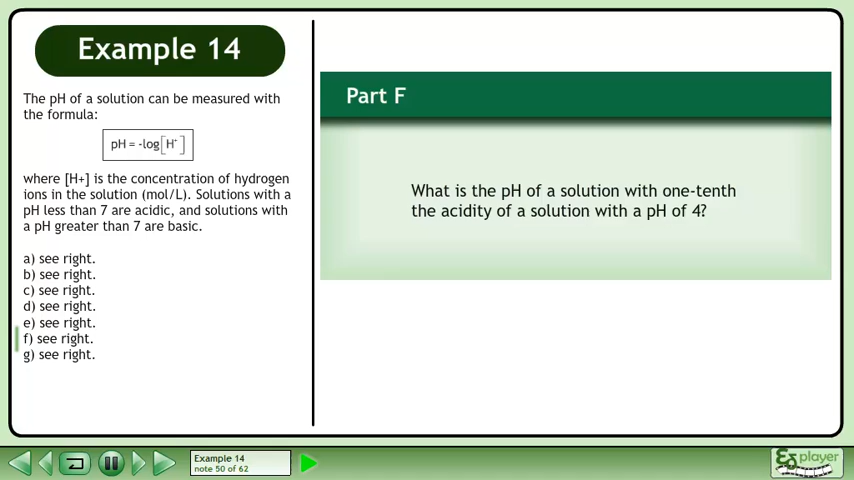 Example 14
The pH of a solution can be measured with
the formula:
pH = -log[H⁺]
where [H+] is the concentration of hydrogen
ions in the solution (mol/L). Solutions with a
pH less than 7 are acidic, and solutions with
a pH greater than 7 are basic.
a) see right.
b) see right.
c) see right.
d) see right.
e) see right.
f) see right.
g) see right.
Part F
What is the pH of a solution with one-tenth
the acidity of a solution with a pH of 4?
Example 14
note 50 of 62
player